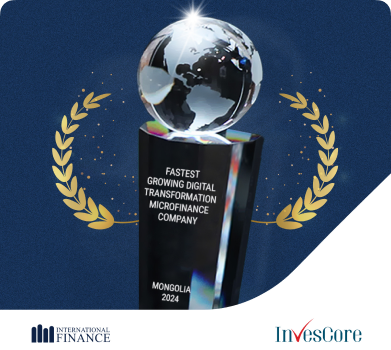 FASTEST
GROWING DIGITAL
TRANSFORMATION
MICROFINANCE
COMPANY
MONGOLIA
2024
INTERNATIONAL
FINANCE
InvesCore